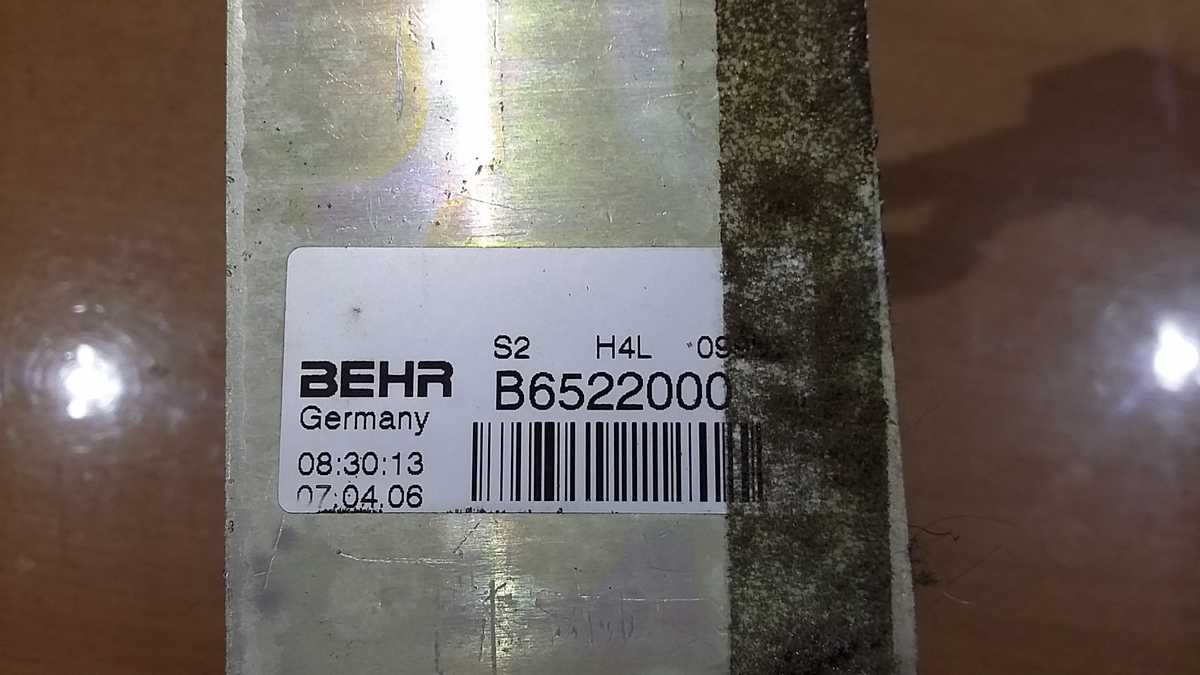 S2 H4L
BEHR
B6522000
Germany
08:30:13
07.04.06